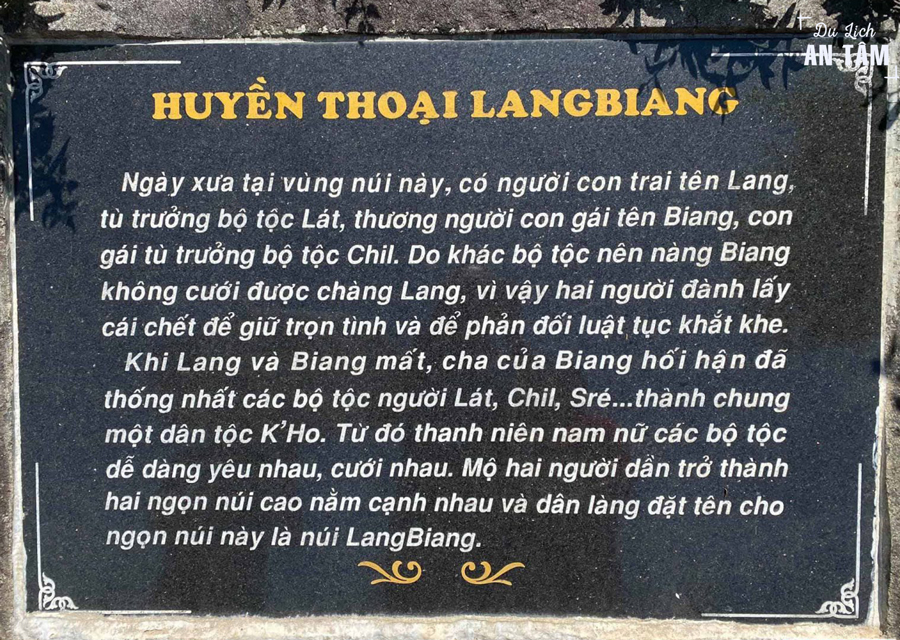 Du Lịch
AN TÂM
HUYỀN THOẠI LANGBIANG
Ngày xưa tại vùng núi này, có người con trai tên Lang,
tù trưởng bộ tộc Lát, thương người con gái tên Biang, con
gái tù trưởng bộ tộc Chil. Do khác bộ tộc nên nàng Biang
không cưới được chàng Lang, vì vậy hai người đành lấy
cái chết để giữ trọn tình và để phản đối luật tục khắt khe.
Khi Lang và Biang mất, cha của Biang hối hận đã
thống nhất các bộ tộc người Lát, Chil, Sré...thành chung
một dân tộc K'Ho. Từ đó thanh niên nam nữ các bộ tộc
dễ dàng yêu nhau, cưới nhau. Mộ hai người dần trở thành
hai ngọn núi cao nằm cạnh nhau và dân làng đặt tên cho
ngọn núi này là núi LangBiang.